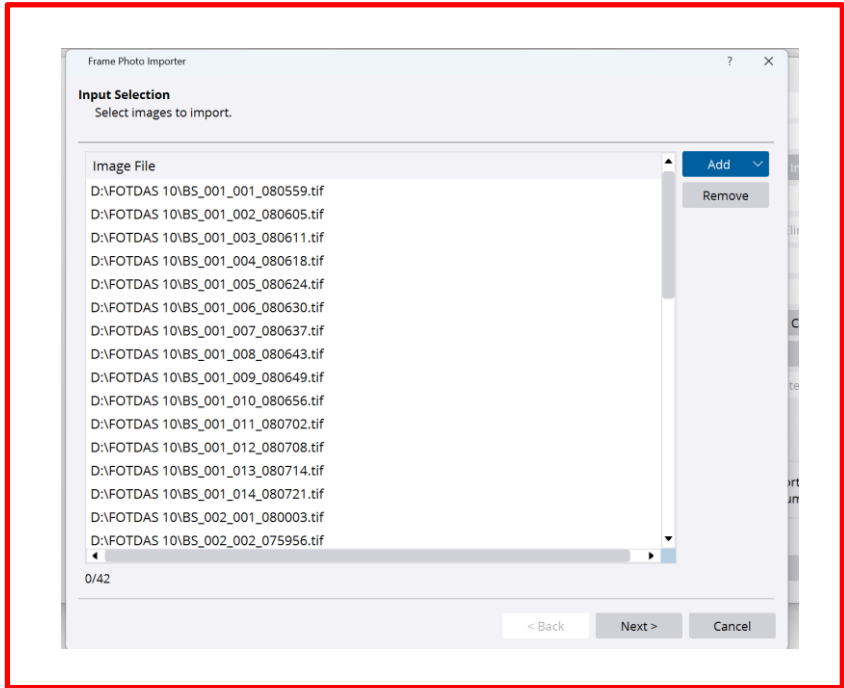 Frame Photo Importer ?
Input Selection
Select images to import.
Image File
Add
D:\FOTDAS 10\BS_001_001_080559.tif
Remove
D:\FOTDAS 10\BS_001_002_080605.tif
D:\FOTDAS 10\BS_001_003_080611.tif
D:\FOTDAS 10\BS_001_004_080618.tif
D:\FOTDAS 10\BS_001_005_080624.tif
D:\FOTDAS 10\BS_001_006_080630.tif
D:\FOTDAS 10\BS_001_007_080637.tif
D:\FOTDAS 10\BS_001_008_080643.tif
D:\FOTDAS 10\BS_001_009_080649.tif
D:\FOTDAS 10\BS_001_010_080656.tif
D:\FOTDAS 10\BS_001_011_080702.tif
D:\FOTDAS 10\BS_001_012_080708.tif
D:\FOTDAS 10\BS_001_013_080714.tif
D:\FOTDAS 10\BS_001_014_080721.tif
D:\FOTDAS 10\BS_002_001_080003.tif
D:\FOTDAS 10\BS_002_002_075956.tif
0/42
< Back Next > Cancel